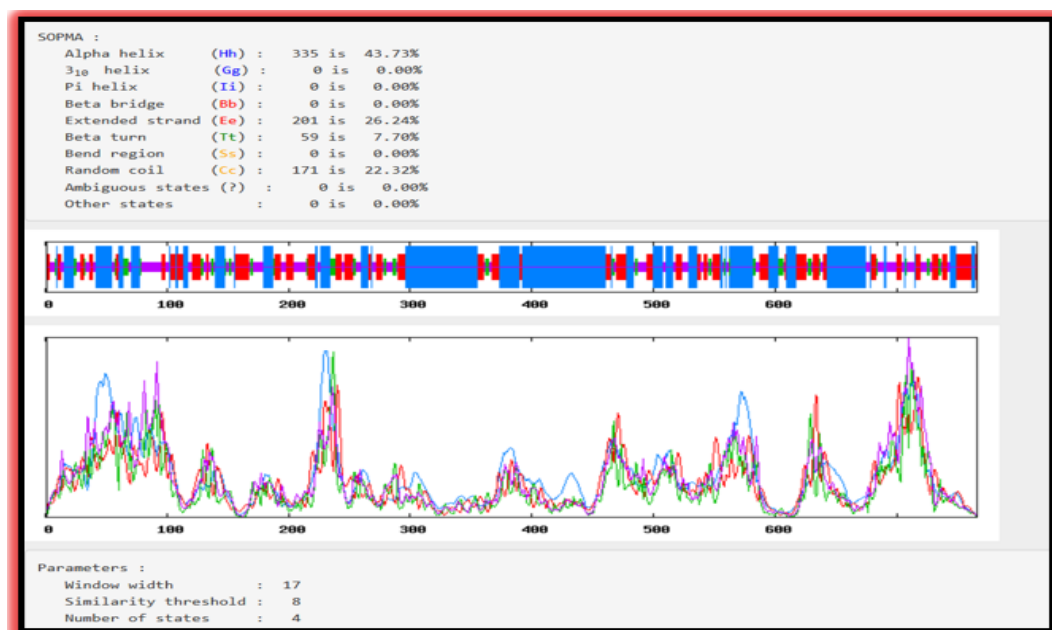 SOPMA :
Alpha helix (Hh) : 335 is 43.73%
3₁₀ helix (Gg) : 0 is 0.00%
Pi helix (Ii) : 0 is 0.00%
Beta bridge (Bb) : 0 is 0.00%
Extended strand (Ee) : 201 is 26.24%
Beta turn (Tt) : 59 is 7.70%
Bend region (Ss) : 0 is 0.00%
Random coil (Cc) : 171 is 22.32%
Ambiguous states (?) : 0 is 0.00%
Other states : 0 is 0.00%
0 100 200 300 400 500 600
0 100 200 300 400 500 600
Parameters :
Window width : 17
Similarity threshold : 8
Number of states : 4